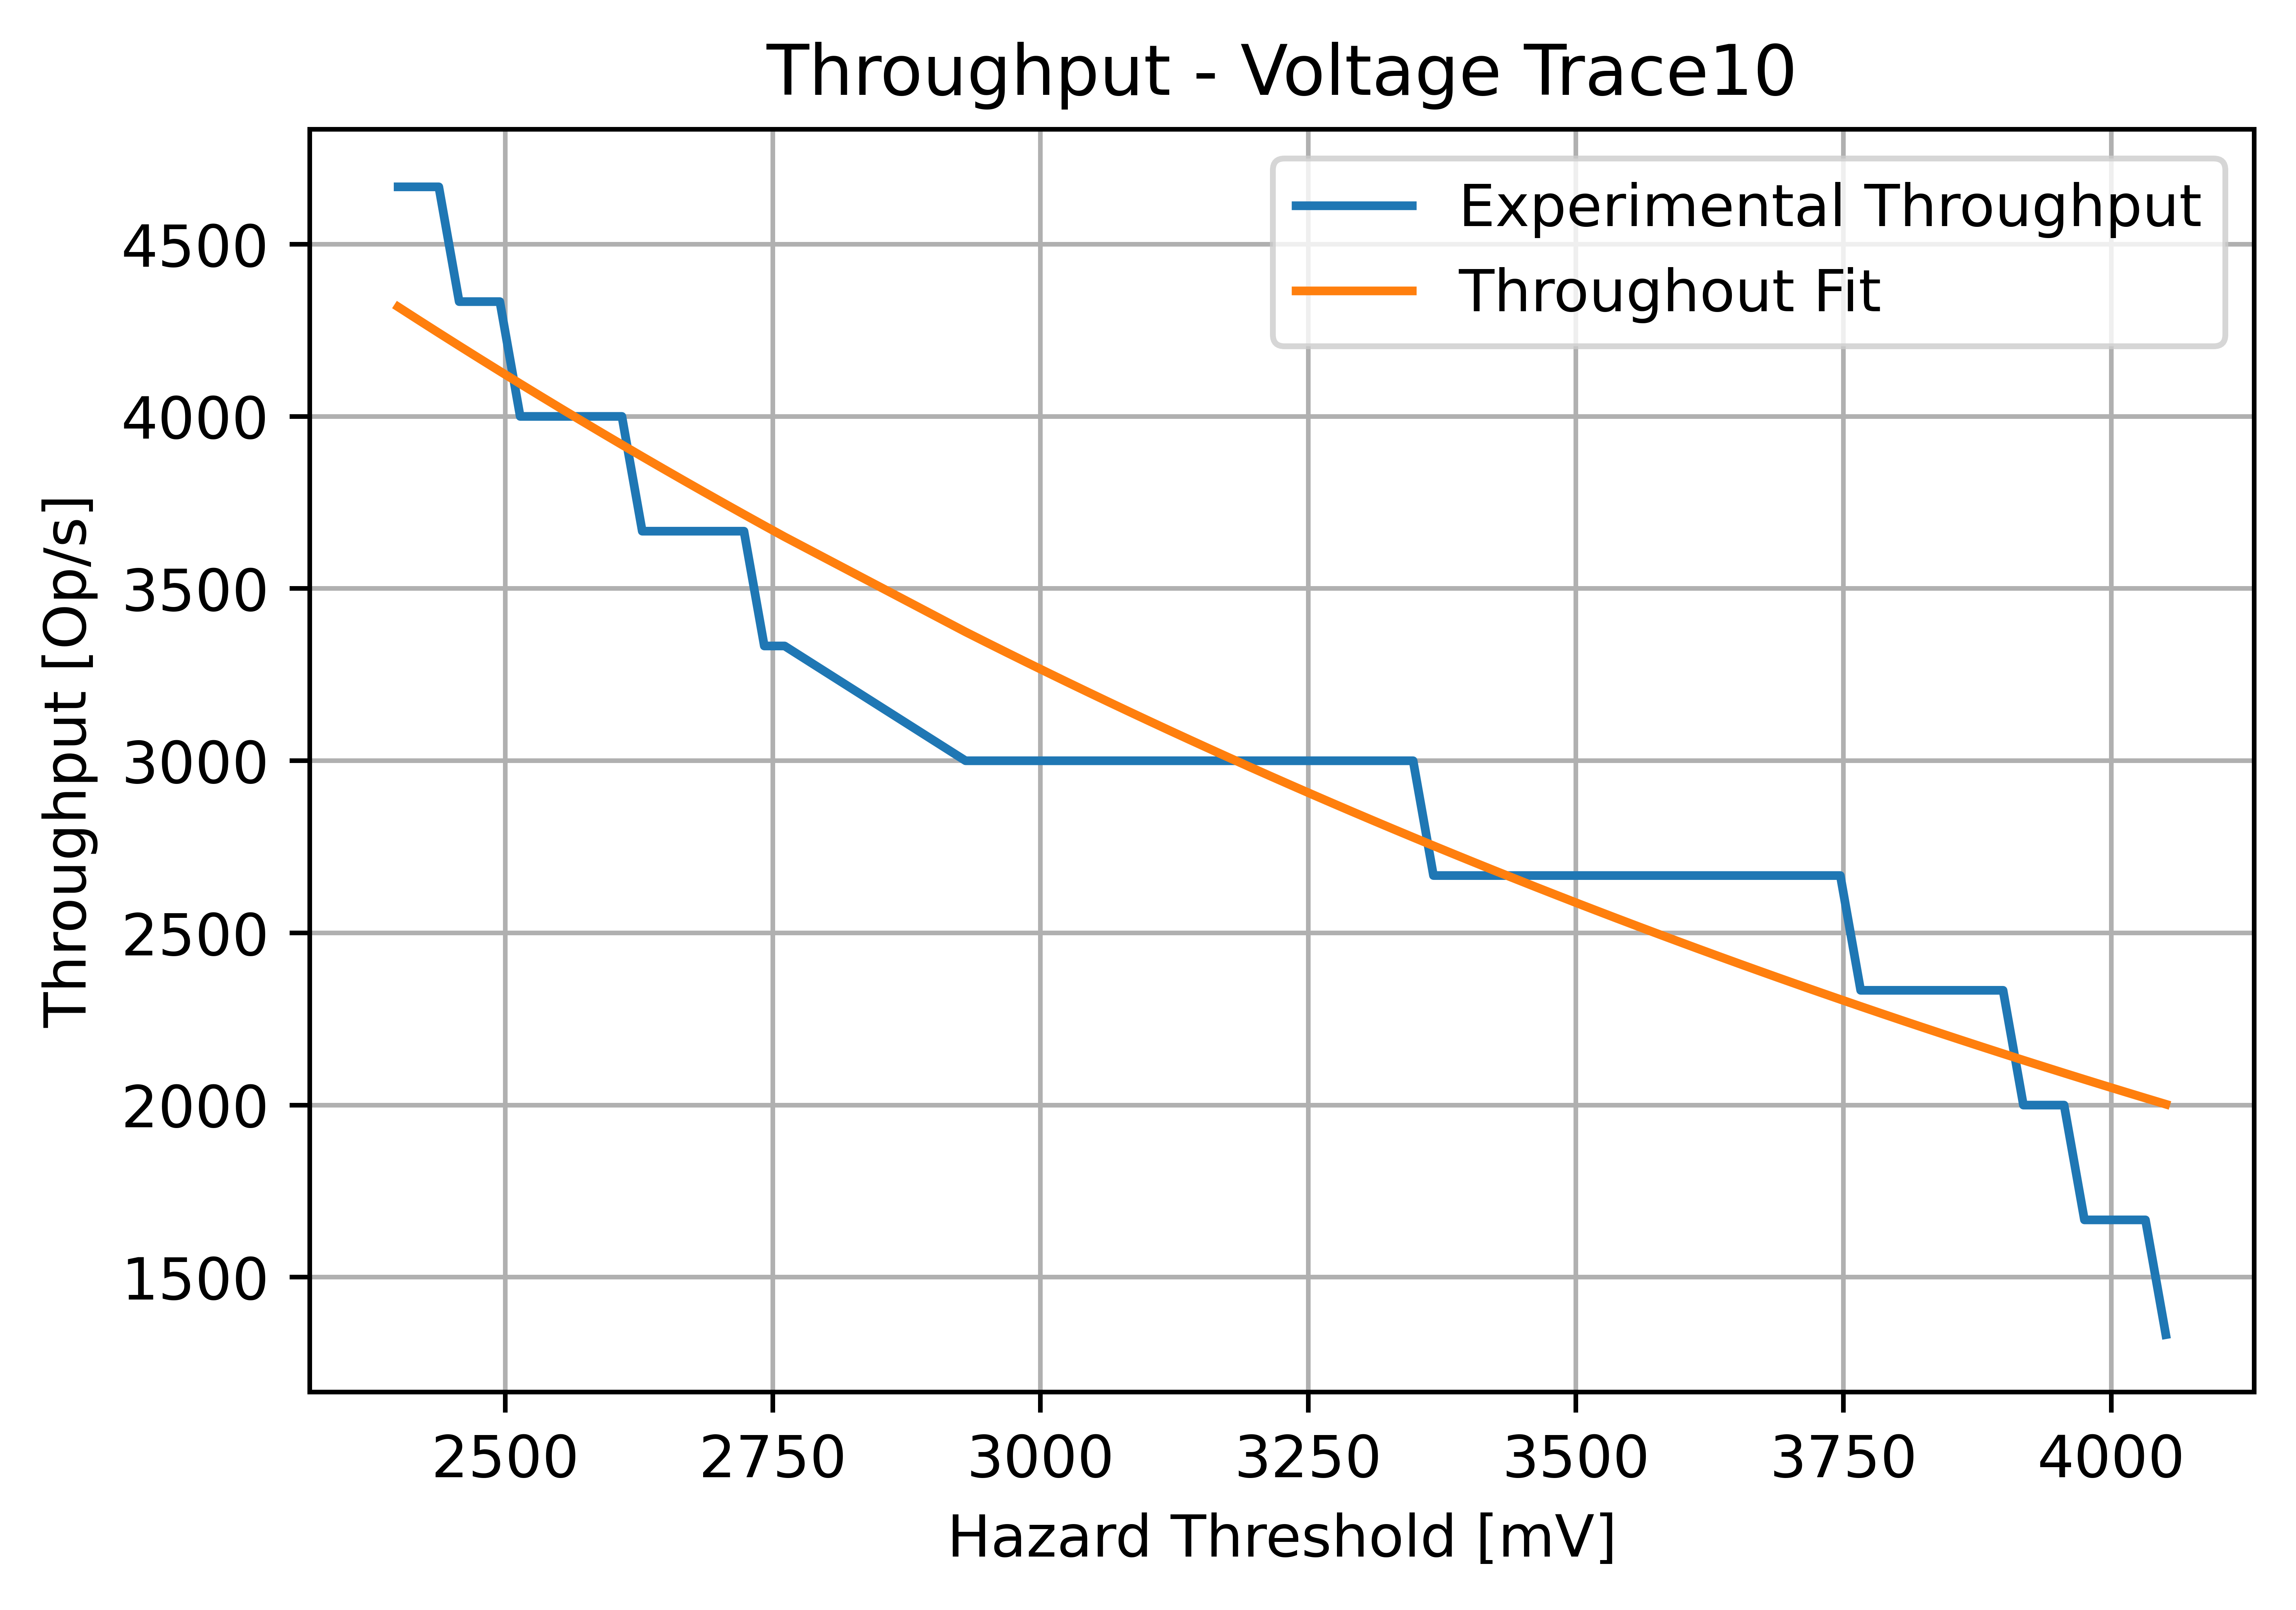 Throughput - Voltage Trace10
Experimental Throughput
Throughout Fit
Throughput [Op/s]
4500
4000
3500
3000
2500
2000
1500
2500 2750 3000 3250 3500 3750 4000
Hazard Threshold [mV]